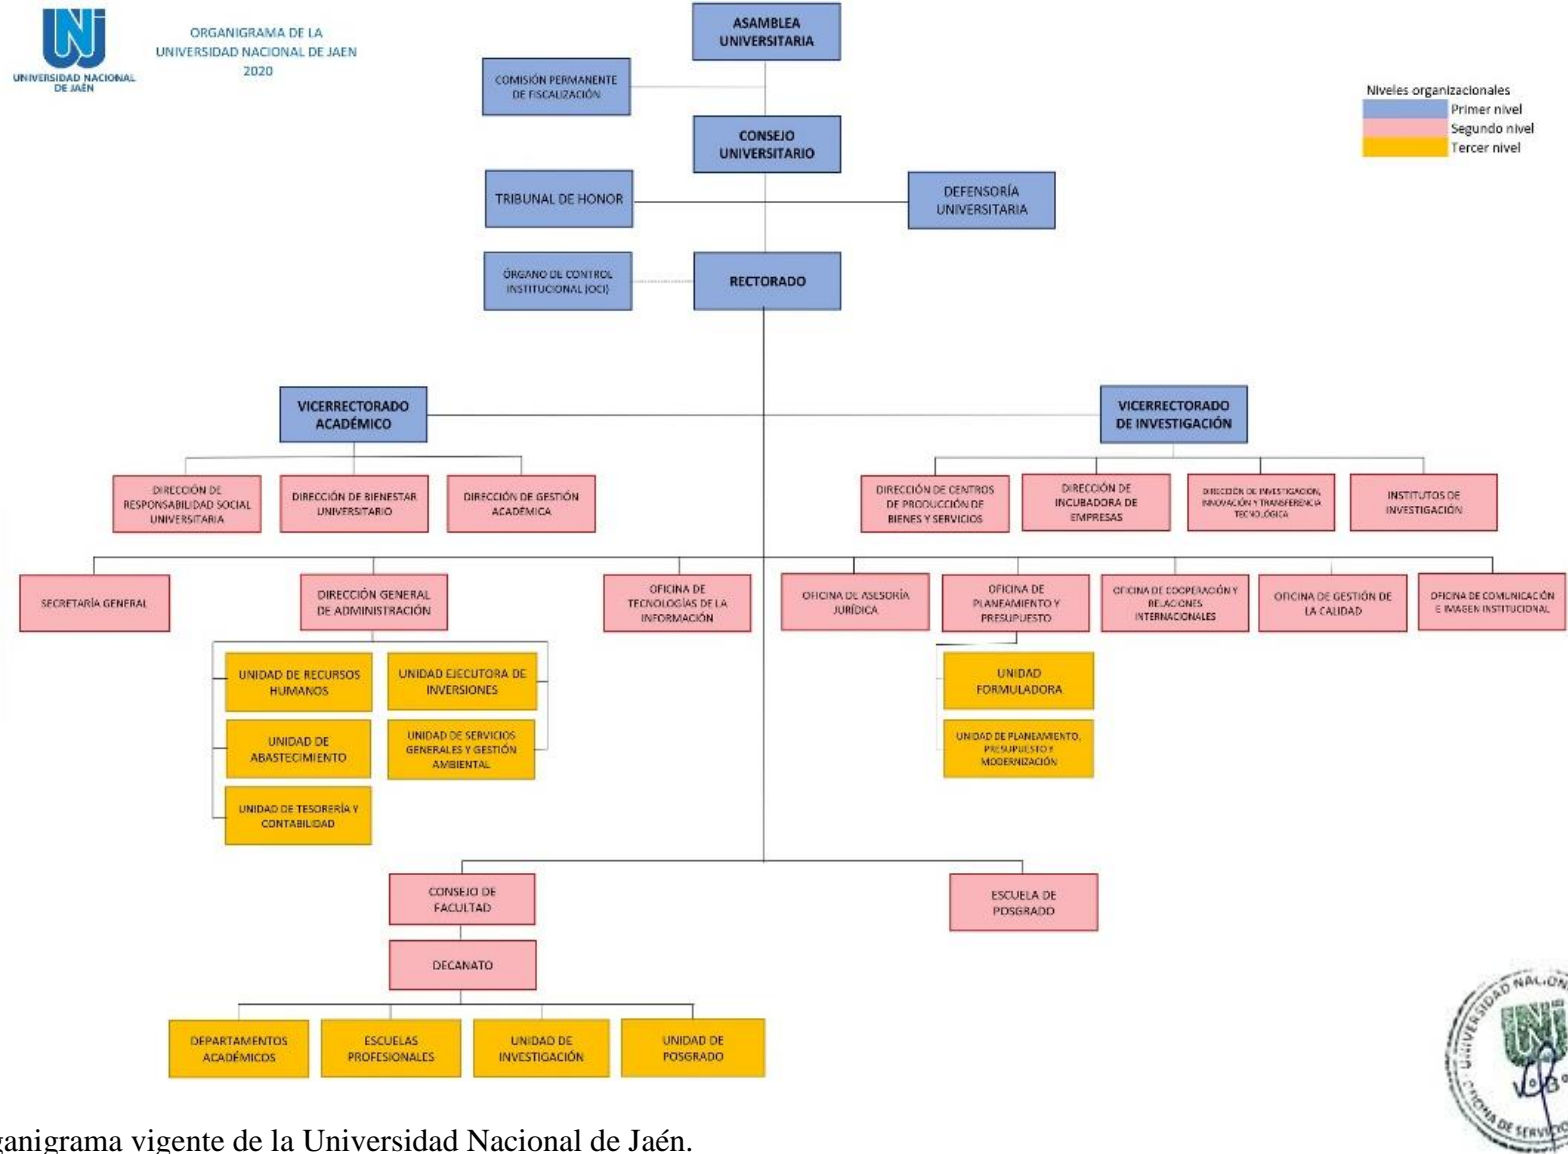 UNIVERSIDAD NACIONAL
DE JAÉN
ORGANIGRAMA DE LA
UNIVERSIDAD NACIONAL DE JAEN
2020
ASAMBLEA
UNIVERSITARIA
COMISIÓN PERMANENTE
DE FISCALIZACIÓN
Niveles organizacionales
Primer nivel
Segundo nivel
Tercer nivel
CONSEJO
UNIVERSITARIO
TRIBUNAL DE HONOR
DEFENSORÍA
UNIVERSITARIA
ÓRGANO DE CONTROL
INSTITUCIONAL (OCI)
RECTORADO
VICERRECTORADO
ACADÉMICO
VICERRECTORADO
DE INVESTIGACIÓN
DIRECCIÓN DE
RESPONSABILIDAD SOCIAL
UNIVERSITARIA
DIRECCIÓN DE BIENESTAR
UNIVERSITARIO
DIRECCIÓN DE GESTIÓN
ACADÉMICA
DIRECCIÓN DE CENTROS
DE PRODUCCIÓN DE
BIENES Y SERVICIOS
DIRECCIÓN DE
INCUBADORA DE
EMPRESAS
DIRECCIÓN DE INVESTIGACION,
INNOVACIÓN Y TRANSFERENCIA
TECNOLÓGICA
INSTITUTOS DE
INVESTIGACIÓN
SECRETARÍA GENERAL
DIRECCIÓN GENERAL
DE ADMINISTRACIÓN
OFICINA DE
TECNOLOGÍAS DE LA
INFORMACIÓN
OFICINA DE ASESORÍA
JURÍDICA
OFICINA DE
PLANEAMIENTO Y
PRESUPUESTO
OFICINA DE COOPERACIÓN Y
RELACIONES
INTERNACIONALES
OFICINA DE GESTIÓN DE
LA CALIDAD
OFICINA DE COMUNICACIÓN
E IMAGEN INSTITUCIONAL
UNIDAD DE RECURSOS
HUMANOS
UNIDAD EJECUTORA DE
INVERSIONES
UNIDAD DE
ABASTECIMIENTO
UNIDAD DE SERVICIOS
GENERALES Y GESTIÓN
AMBIENTAL
UNIDAD DE TESORERÍA Y
CONTABILIDAD
UNIDAD
FORMULADORA
UNIDAD DE PLANEAMIENTO,
PRESUPUESTO Y
MODERNIZACIÓN
CONSEJO DE
FACULTAD
ESCUELA DE
POSGRADO
DECANATO
DEPARTAMENTOS
ACADÉMICOS
ESCUELAS
PROFESIONALES
UNIDAD DE
INVESTIGACIÓN
UNIDAD DE
POSGRADO
UNIVERSIDAD
V°B°
ganigrama vigente de la Universidad Nacional de Jaén.